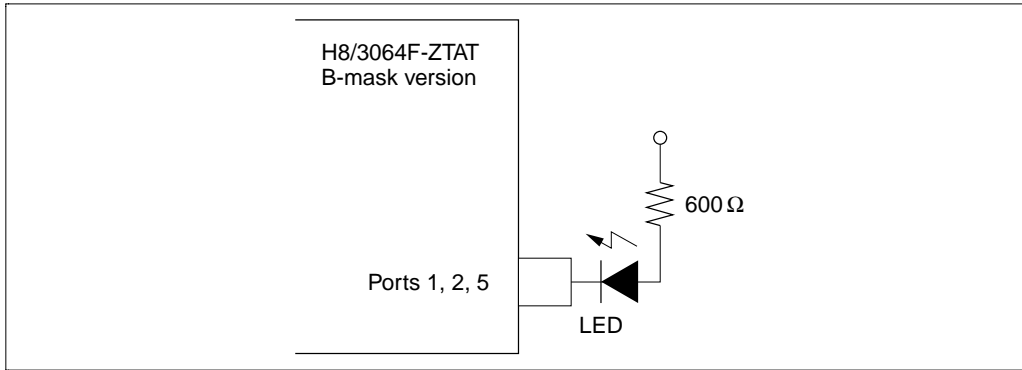 H8/3064F-ZTAT
B-mask version
600 Ω
Ports 1, 2, 5
LED